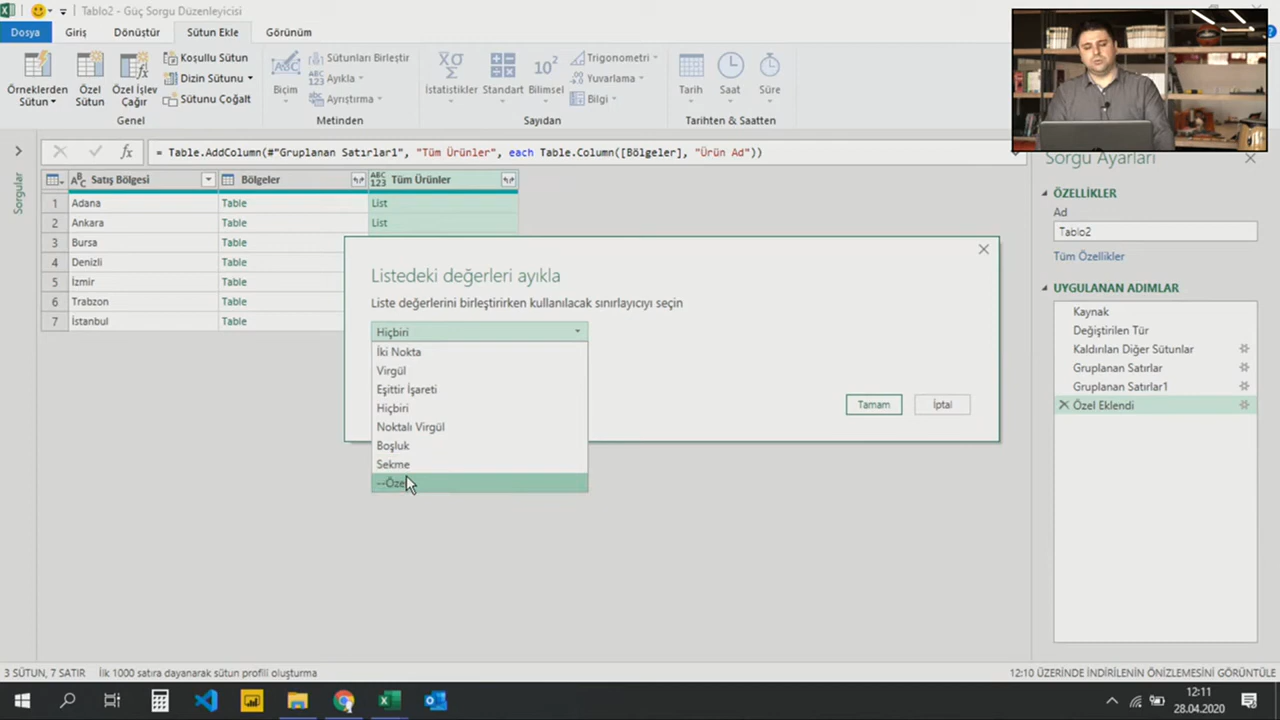 Tablo2 - Güç Sorgu Düzenleyicisi
Dosya Giriş Dönüştür Sütun Ekle Görünüm
Örneklerden Sütun
Özel Sütun
Özel İşlev Çağır
Koşullu Sütun
Dizin Sütunu
Sütunu Çoğalt
Genel
Biçim
Sütunları Birleştir
Ayıkla
Ayrıştırma
Metinden
İstatistikler
Standart
Bilimsel
Trigonometri
Yuvarlama
Bilgi
Sayıdan
Tarih
Saat
Süre
Tarihten & Saatten
= Table.AddColumn(#"Gruplanan Satırlar1", "Tüm Ürünler", each Table.Column([Bölgeler], "Ürün Ad"))
Sorgular
Satış Bölgesi Bölgeler Tüm Ürünler
1 Adana Table List
2 Ankara Table List
3 Bursa Table
4 Denizli Table
5 İzmir Table
6 Trabzon Table
7 İstanbul Table
Listedeki değerleri ayıkla
Liste değerlerini birleştirirken kullanılacak sınırlayıcıyı seçin
Hiçbiri
İki Nokta
Virgül
Eşittir İşareti
Hiçbiri
Noktalı Virgül
Boşluk
Sekme
Tamam İptal
Sorgu Ayarları
ÖZELLİKLER
Ad
Tablo2
Tüm Özellikler
UYGULANAN ADIMLAR
Kaynak
Değiştirilen Tür
Kaldırılan Diğer Sütunlar
Gruplanan Satırlar
Gruplanan Satırlar1
Özel Eklendi
3 SÜTUN, 7 SATIR İlk 1000 satıra dayanarak sütun profili oluşturma
12:10 ÜZERİNDE İNDİRİLEN ÖNİZLEMESİNİ GÖRÜNTÜLE
12:11
28.04.2020